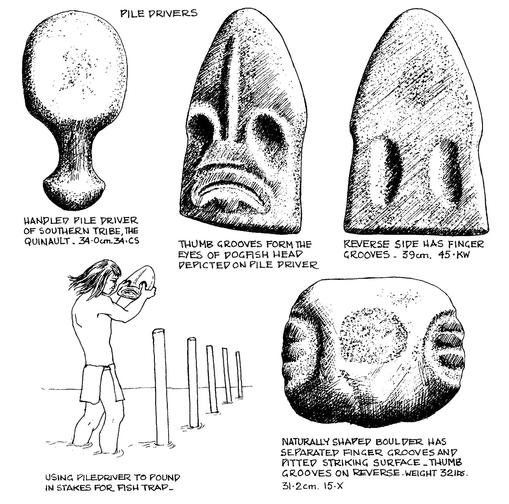 PILE DRIVERS
HANDLED PILE DRIVER
OF SOUTHERN TRIBE, THE
QUINAULT. 34·0cm. 34·CS
THUMB GROOVES FORM THE
EYES OF DOGFISH HEAD
DEPICTED ON PILE DRIVER
REVERSE SIDE HAS FINGER
GROOVES. 39cm. 45·KW
USING PILEDRIVER TO POUND
IN STAKES FOR FISH TRAP.
NATURALLY SHAPED BOULDER HAS
SEPARATED FINGER GROOVES AND
PITTED STRIKING SURFACE. THUMB
GROOVES ON REVERSE. WEIGHT 32 lbs.
31·2cm. 15·X